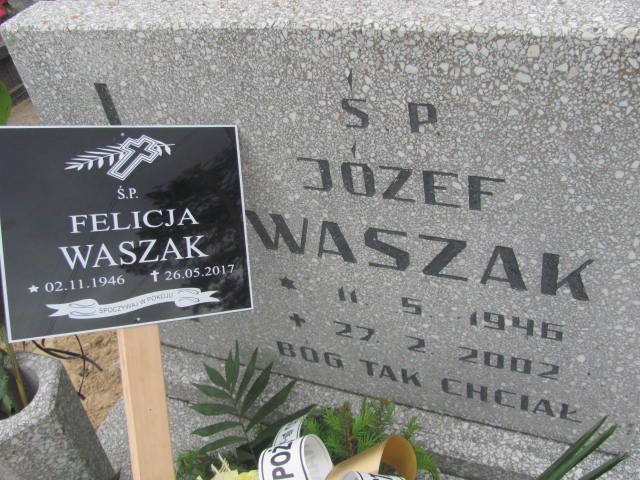 Ś.P.
FELICJA
WASZAK
★ 02.11.1946 ✝ 26.05.2017
SPOCZYWAJ W POKOJU
Ś. P.
JÓZEF
WASZAK
★ 11 5 1946
✝ 27. 2. 2002
BÓG TAK CHCIAŁ
POŻ